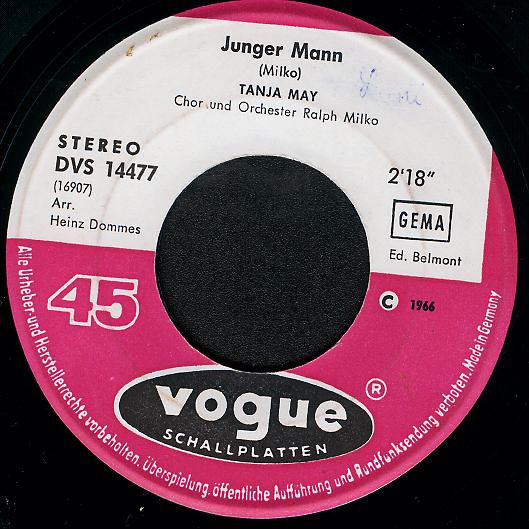 Junger Mann
(Milko)
TANJA MAY
Chor und Orchester Ralph Milko
STEREO
DVS 14477
(16907)
Arr.
Heinz Dommes
2'18"
GEMA
Ed. Belmont
45
© 1966
vogue ®
SCHALLPLATTEN
Alle Urheber-und Herstellerrechte vorbehalten. Überspielung, öffentliche Aufführung und Rundfunksendung verboten. Made in Germany